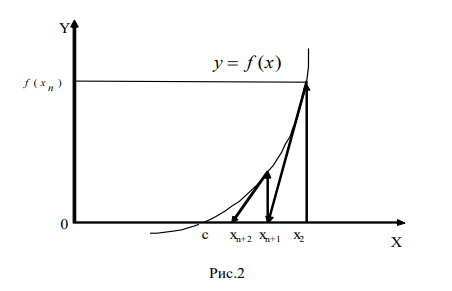 Y
y = f(x)
f(x_n)
0
c x_{n+2} x_{n+1} x_2
X
Рис.2